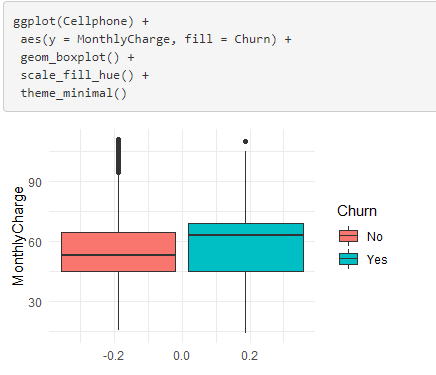 ggplot(Cellphone) +
aes(y = MonthlyCharge, fill = Churn) +
geom_boxplot() +
scale_fill_hue() +
theme_minimal()
MonthlyCharge
90
60
30
-0.2
0.0
0.2
Churn
No
Yes